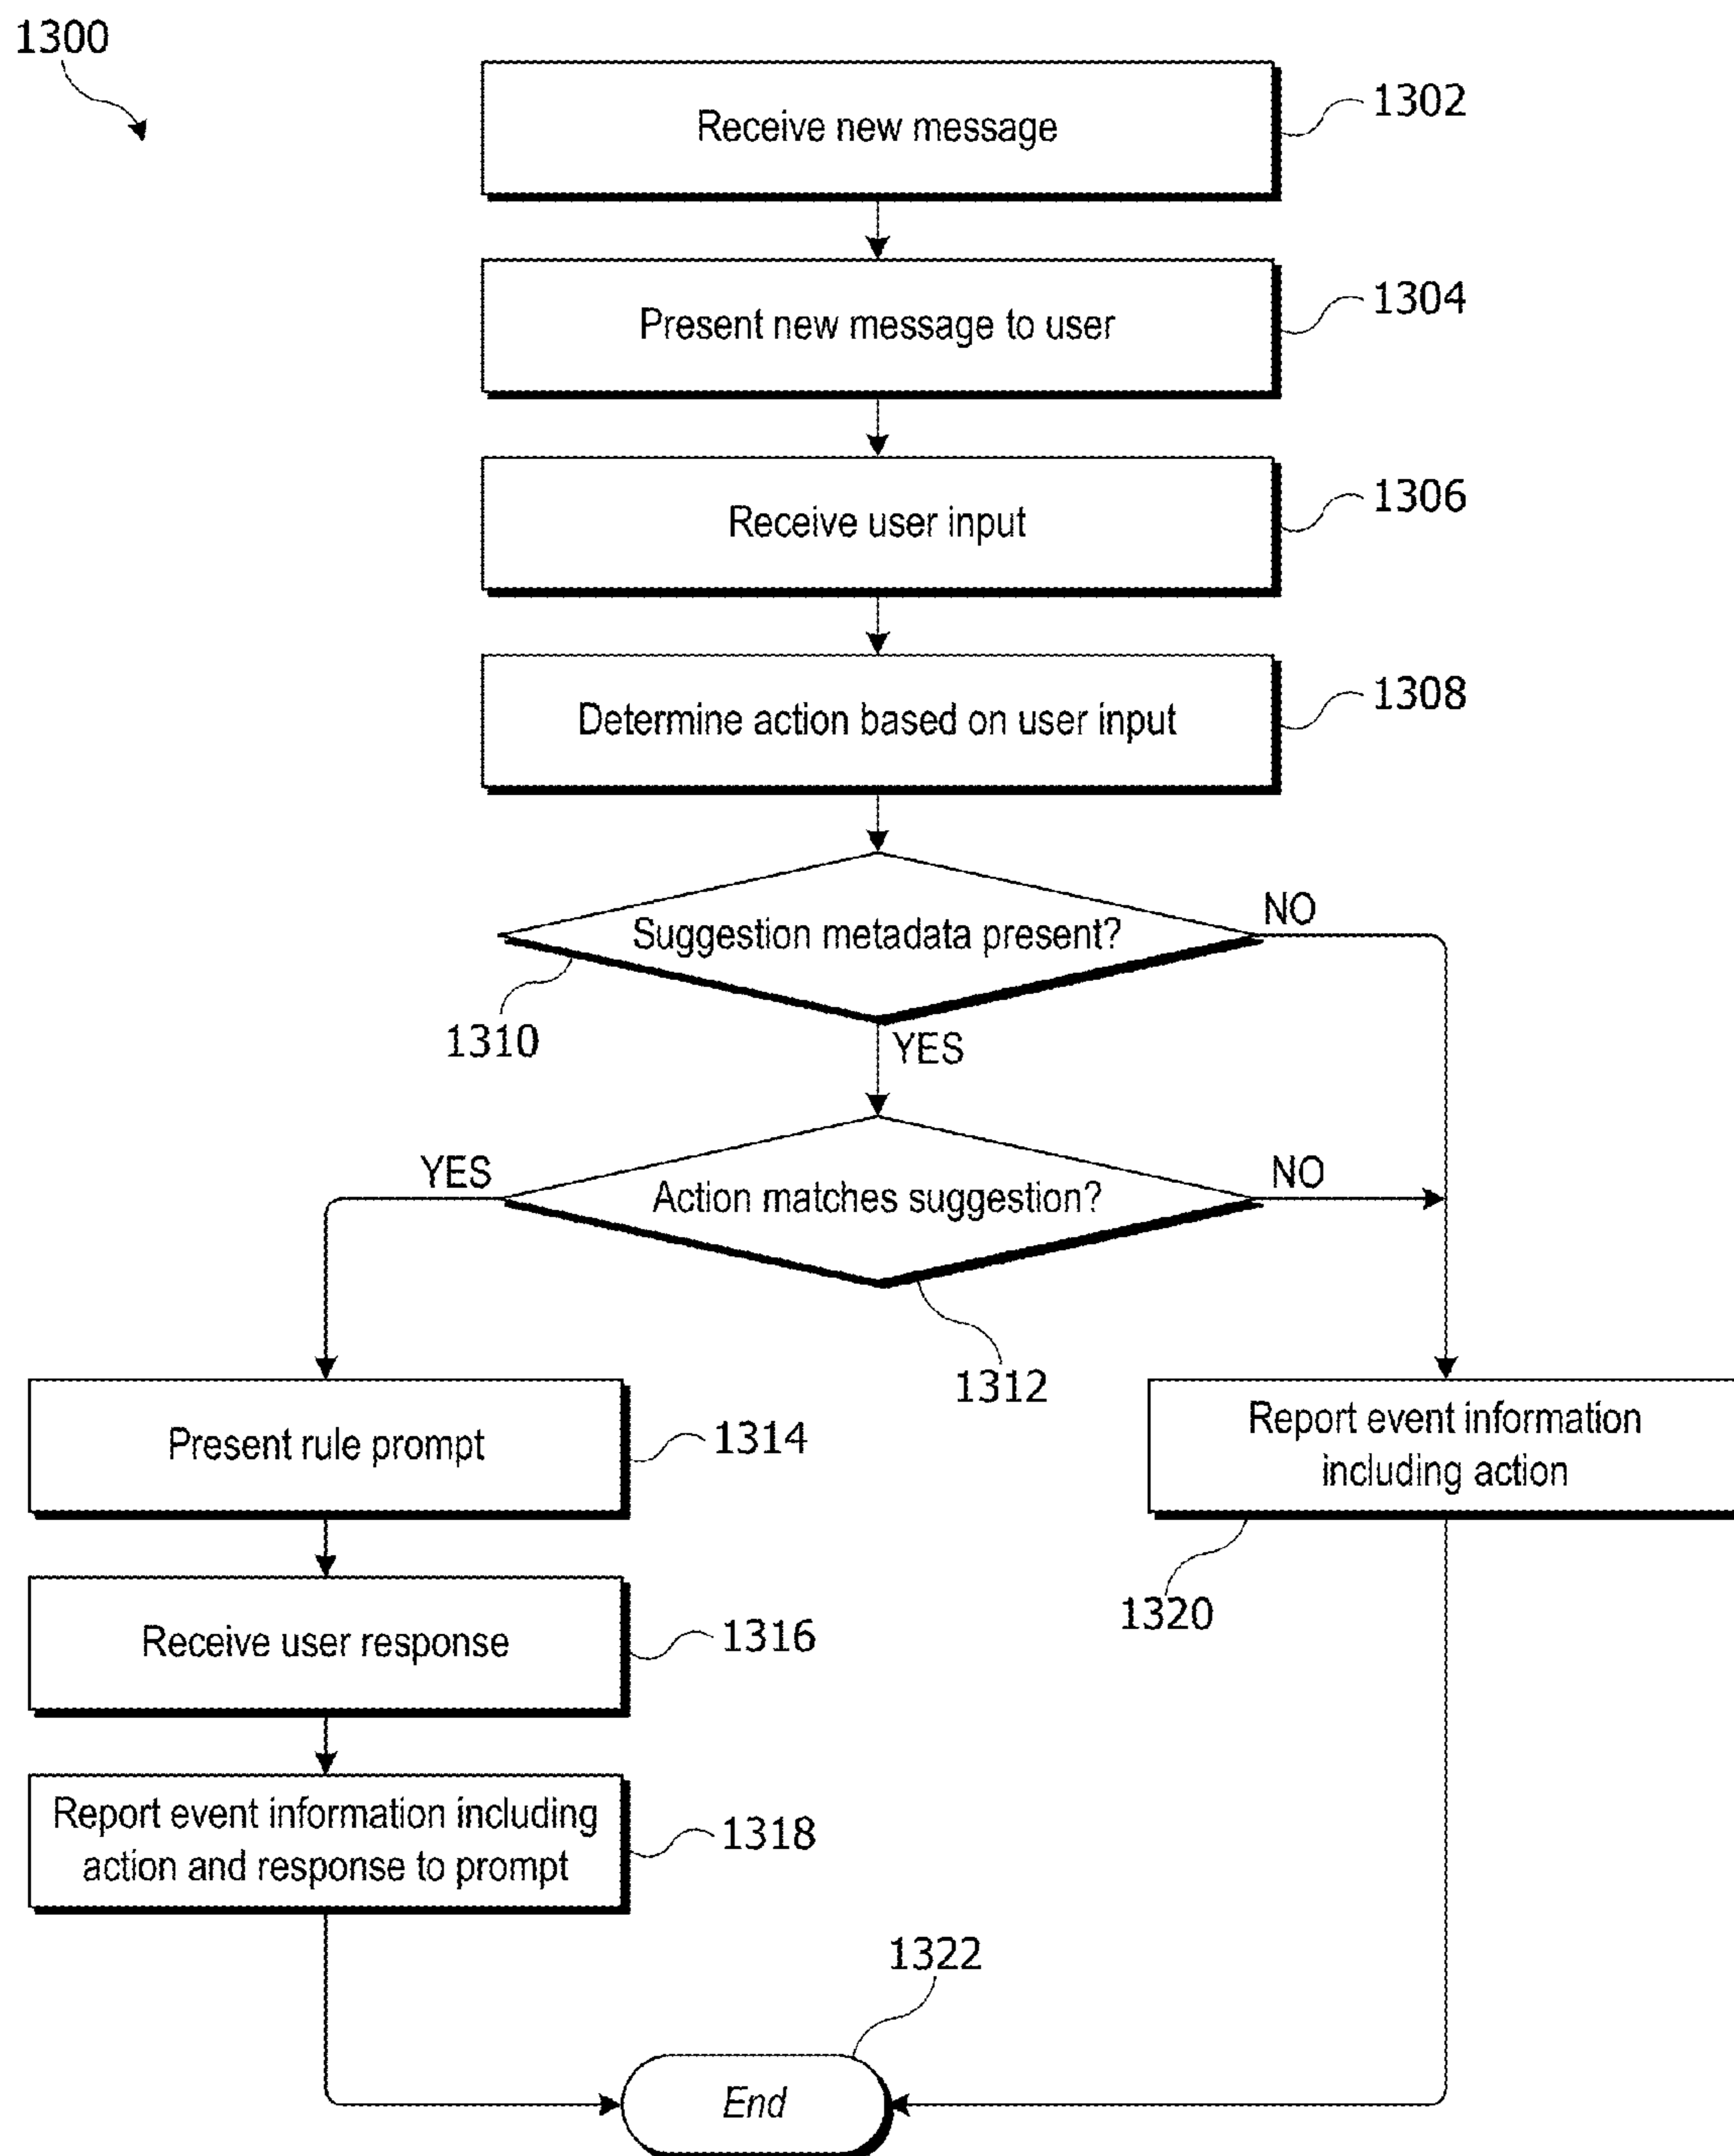 1300
Receive new message
1302
Present new message to user
1304
Receive user input
1306
Determine action based on user input
1308
Suggestion metadata present?
NO
1310
YES
Action matches suggestion?
YES
NO
1312
Present rule prompt
1314
Report event information
including action
1320
Receive user response
1316
Report event information including
action and response to prompt
1318
1322
End